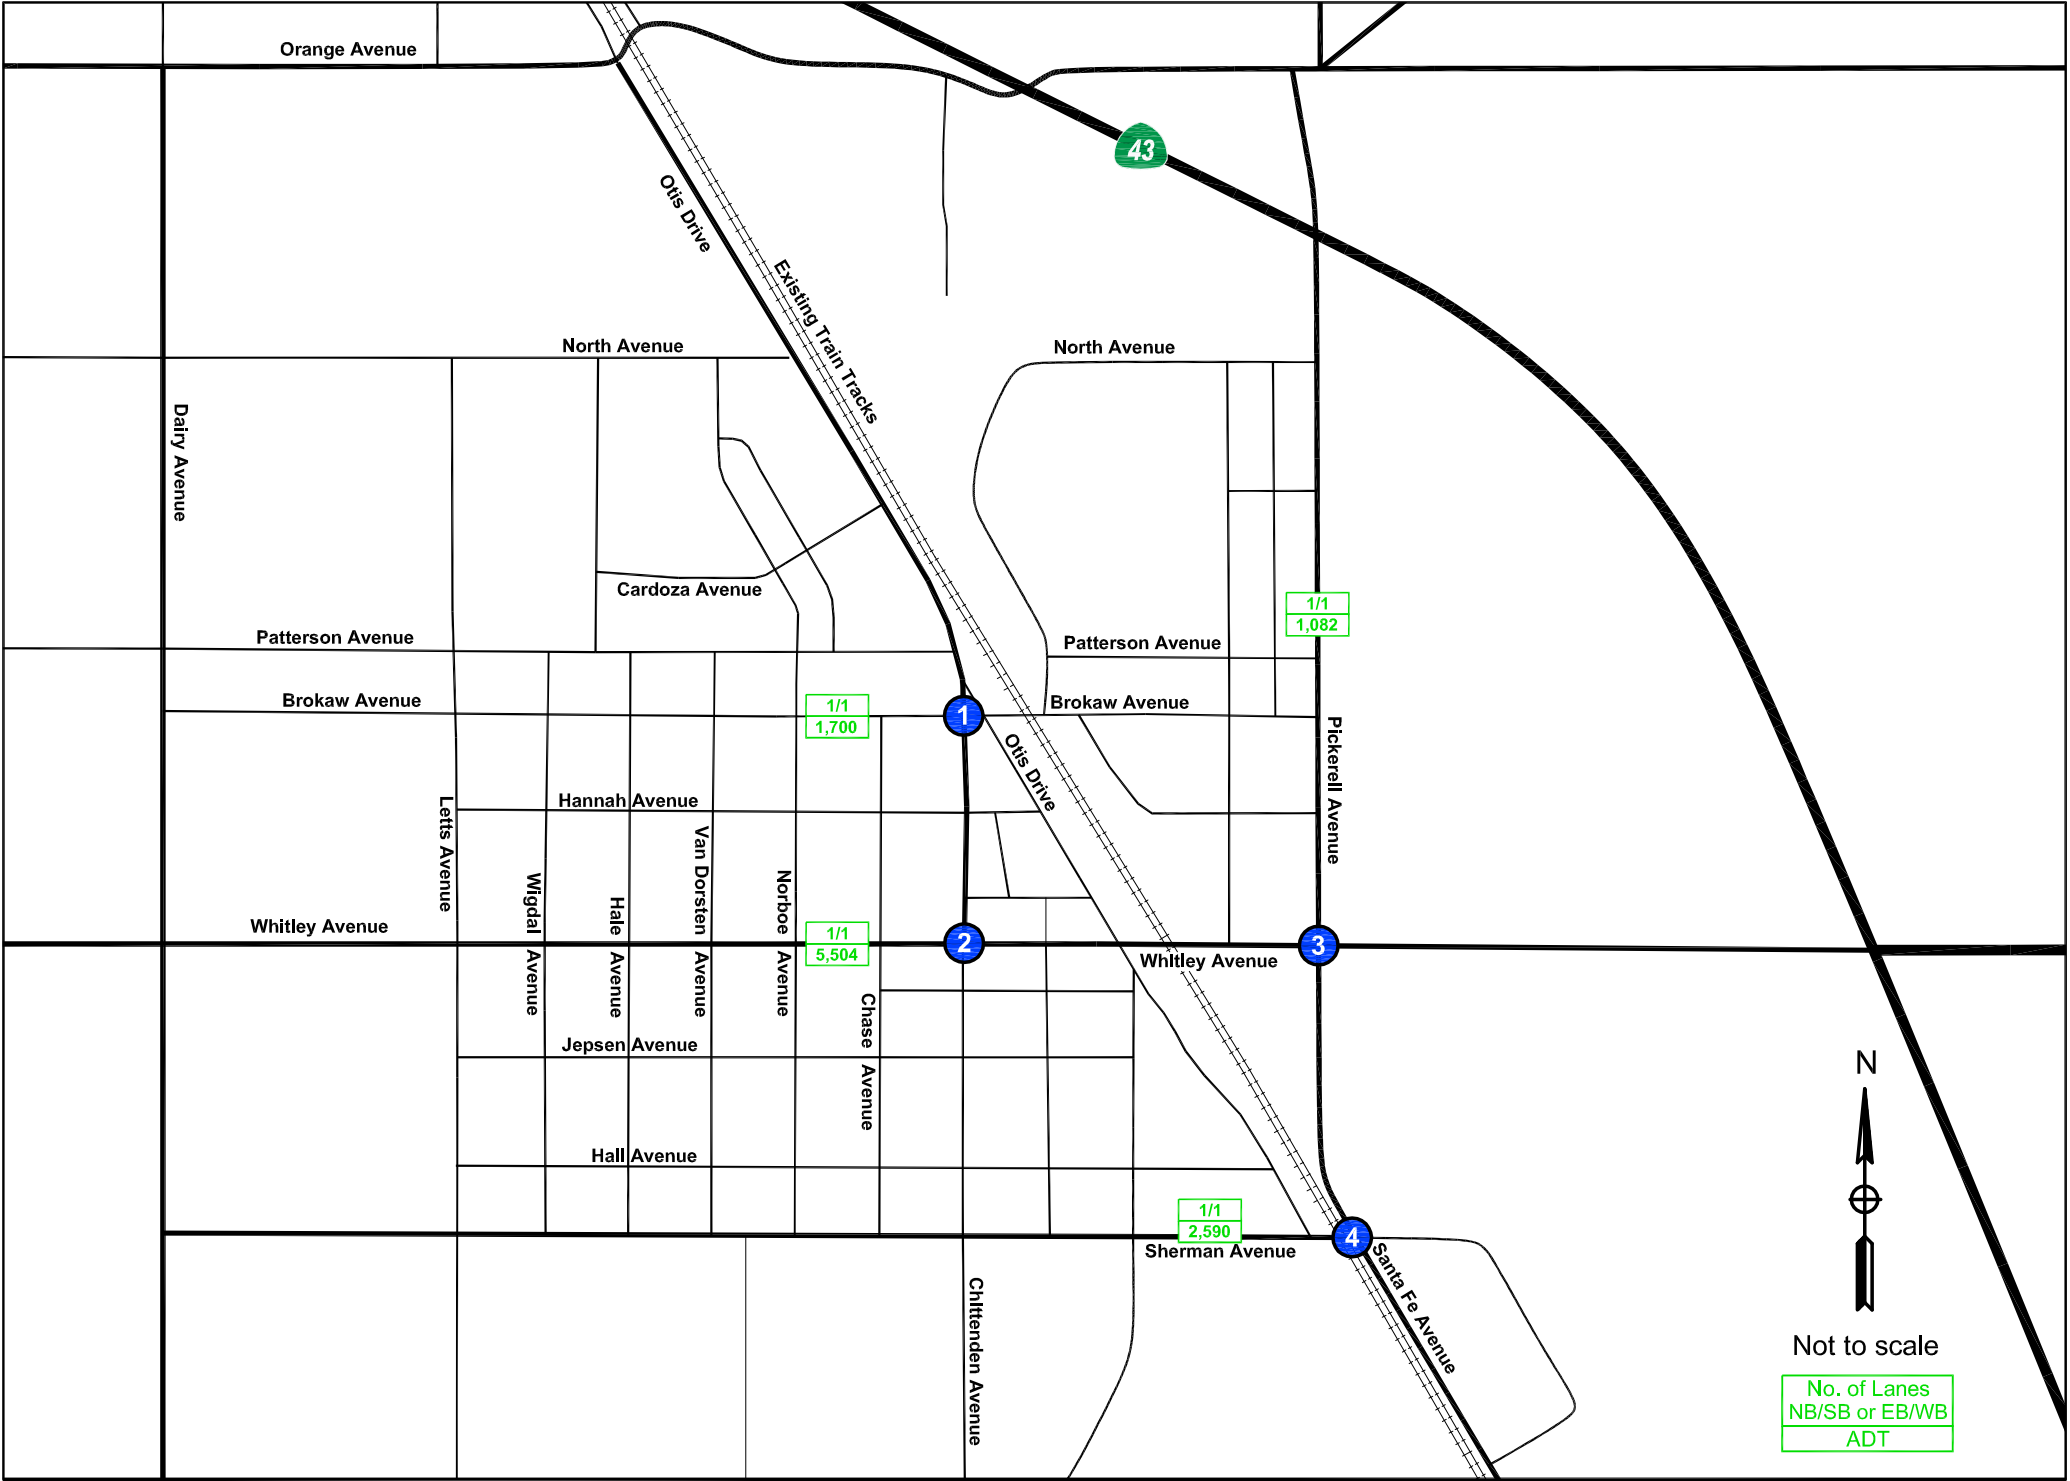 Orange Avenue
43
Otis Drive
Existing Train Tracks
North Avenue
North Avenue
Dairy Avenue
Cardoza Avenue
1/1
1,082
Patterson Avenue
Patterson Avenue
Brokaw Avenue
1/1
1,700
1
Brokaw Avenue
Otis Drive
Pickerell Avenue
Hannah Avenue
Letts Avenue
Wigdal Avenue
Hale Avenue
Van Dorsten Avenue
Norboe Avenue
Whitley Avenue
1/1
5,504
2
3
Whitley Avenue
Chase Avenue
Jepsen Avenue
Hall Avenue
1/1
2,590
Sherman Avenue
4
Santa Fe Avenue
Chittenden Avenue
N
Not to scale
No. of Lanes
NB/SB or EB/WB
ADT